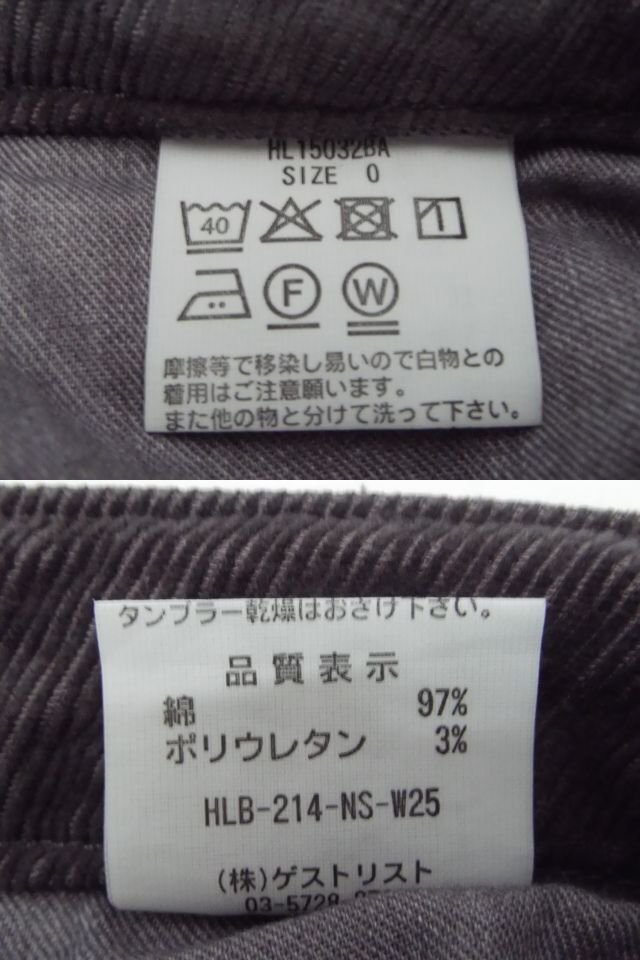 HL15032BA
SIZE 0
40
F W
摩擦等で移染し易いので白物との
着用はご注意願います。
また他の物と分けて洗って下さい。
タンブラー乾燥はおさけ下さい。
品質表示
綿 97%
ポリウレタン 3%
HLB-214-NS-W25
(株)ゲストリスト
03-5728